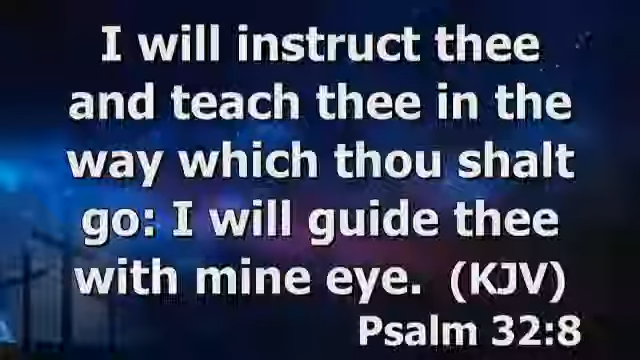 I will instruct thee
and teach thee in the
way which thou shalt
go: I will guide thee
with mine eye. (KJV)
Psalm 32:8